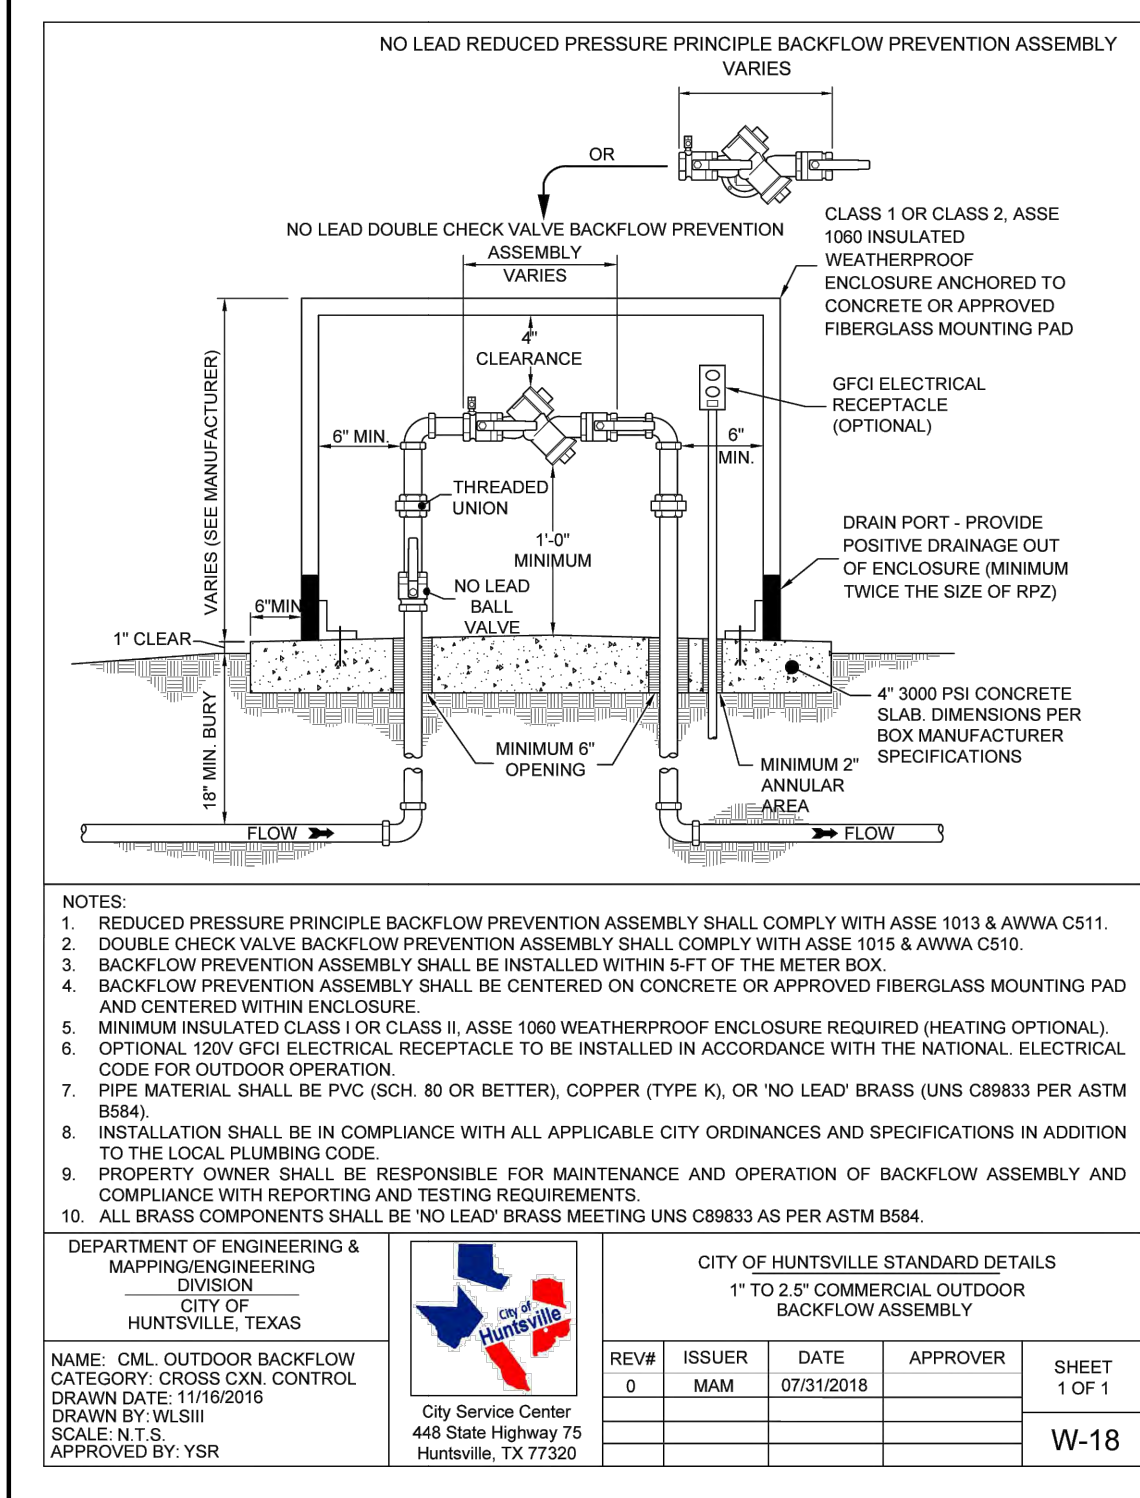 NO LEAD REDUCED PRESSURE PRINCIPLE BACKFLOW PREVENTION ASSEMBLY
VARIES
OR
NO LEAD DOUBLE CHECK VALVE BACKFLOW PREVENTION
ASSEMBLY
VARIES
CLASS 1 OR CLASS 2, ASSE
1060 INSULATED
WEATHERPROOF
ENCLOSURE ANCHORED TO
CONCRETE OR APPROVED
FIBERGLASS MOUNTING PAD
4"
CLEARANCE
GFCI ELECTRICAL
RECEPTACLE
(OPTIONAL)
VARIES (SEE MANUFACTURER)
6" MIN.
6"
MIN.
THREADED
UNION
1'-0"
MINIMUM
DRAIN PORT - PROVIDE
POSITIVE DRAINAGE OUT
OF ENCLOSURE (MINIMUM
TWICE THE SIZE OF RPZ)
NO LEAD
BALL
VALVE
6"MIN
1" CLEAR
18" MIN. BURY
4" 3000 PSI CONCRETE
SLAB. DIMENSIONS PER
BOX MANUFACTURER
SPECIFICATIONS
MINIMUM 6"
OPENING
MINIMUM 2"
ANNULAR
AREA
FLOW
FLOW
NOTES:
1. REDUCED PRESSURE PRINCIPLE BACKFLOW PREVENTION ASSEMBLY SHALL COMPLY WITH ASSE 1013 & AWWA C511.
2. DOUBLE CHECK VALVE BACKFLOW PREVENTION ASSEMBLY SHALL COMPLY WITH ASSE 1015 & AWWA C510.
3. BACKFLOW PREVENTION ASSEMBLY SHALL BE INSTALLED WITHIN 5-FT OF THE METER BOX.
4. BACKFLOW PREVENTION ASSEMBLY SHALL BE CENTERED ON CONCRETE OR APPROVED FIBERGLASS MOUNTING PAD
AND CENTERED WITHIN ENCLOSURE.
5. MINIMUM INSULATED CLASS I OR CLASS II, ASSE 1060 WEATHERPROOF ENCLOSURE REQUIRED (HEATING OPTIONAL).
6. OPTIONAL 120V GFCI ELECTRICAL RECEPTACLE TO BE INSTALLED IN ACCORDANCE WITH THE NATIONAL. ELECTRICAL
CODE FOR OUTDOOR OPERATION.
7. PIPE MATERIAL SHALL BE PVC (SCH. 80 OR BETTER), COPPER (TYPE K), OR 'NO LEAD' BRASS (UNS C89833 PER ASTM
B584).
8. INSTALLATION SHALL BE IN COMPLIANCE WITH ALL APPLICABLE CITY ORDINANCES AND SPECIFICATIONS IN ADDITION
TO THE LOCAL PLUMBING CODE.
9. PROPERTY OWNER SHALL BE RESPONSIBLE FOR MAINTENANCE AND OPERATION OF BACKFLOW ASSEMBLY AND
COMPLIANCE WITH REPORTING AND TESTING REQUIREMENTS.
10. ALL BRASS COMPONENTS SHALL BE 'NO LEAD' BRASS MEETING UNS C89833 AS PER ASTM B584.
DEPARTMENT OF ENGINEERING &
MAPPING/ENGINEERING
DIVISION
CITY OF
HUNTSVILLE, TEXAS
NAME: CML. OUTDOOR BACKFLOW
CATEGORY: CROSS CXN. CONTROL
DRAWN DATE: 11/16/2016
DRAWN BY: WLSIII
SCALE: N.T.S.
APPROVED BY: YSR
City of
Huntsville
City Service Center
448 State Highway 75
Huntsville, TX 77320
CITY OF HUNTSVILLE STANDARD DETAILS
1" TO 2.5" COMMERCIAL OUTDOOR
BACKFLOW ASSEMBLY
REV# ISSUER DATE APPROVER
0 MAM 07/31/2018
SHEET
1 OF 1
W-18